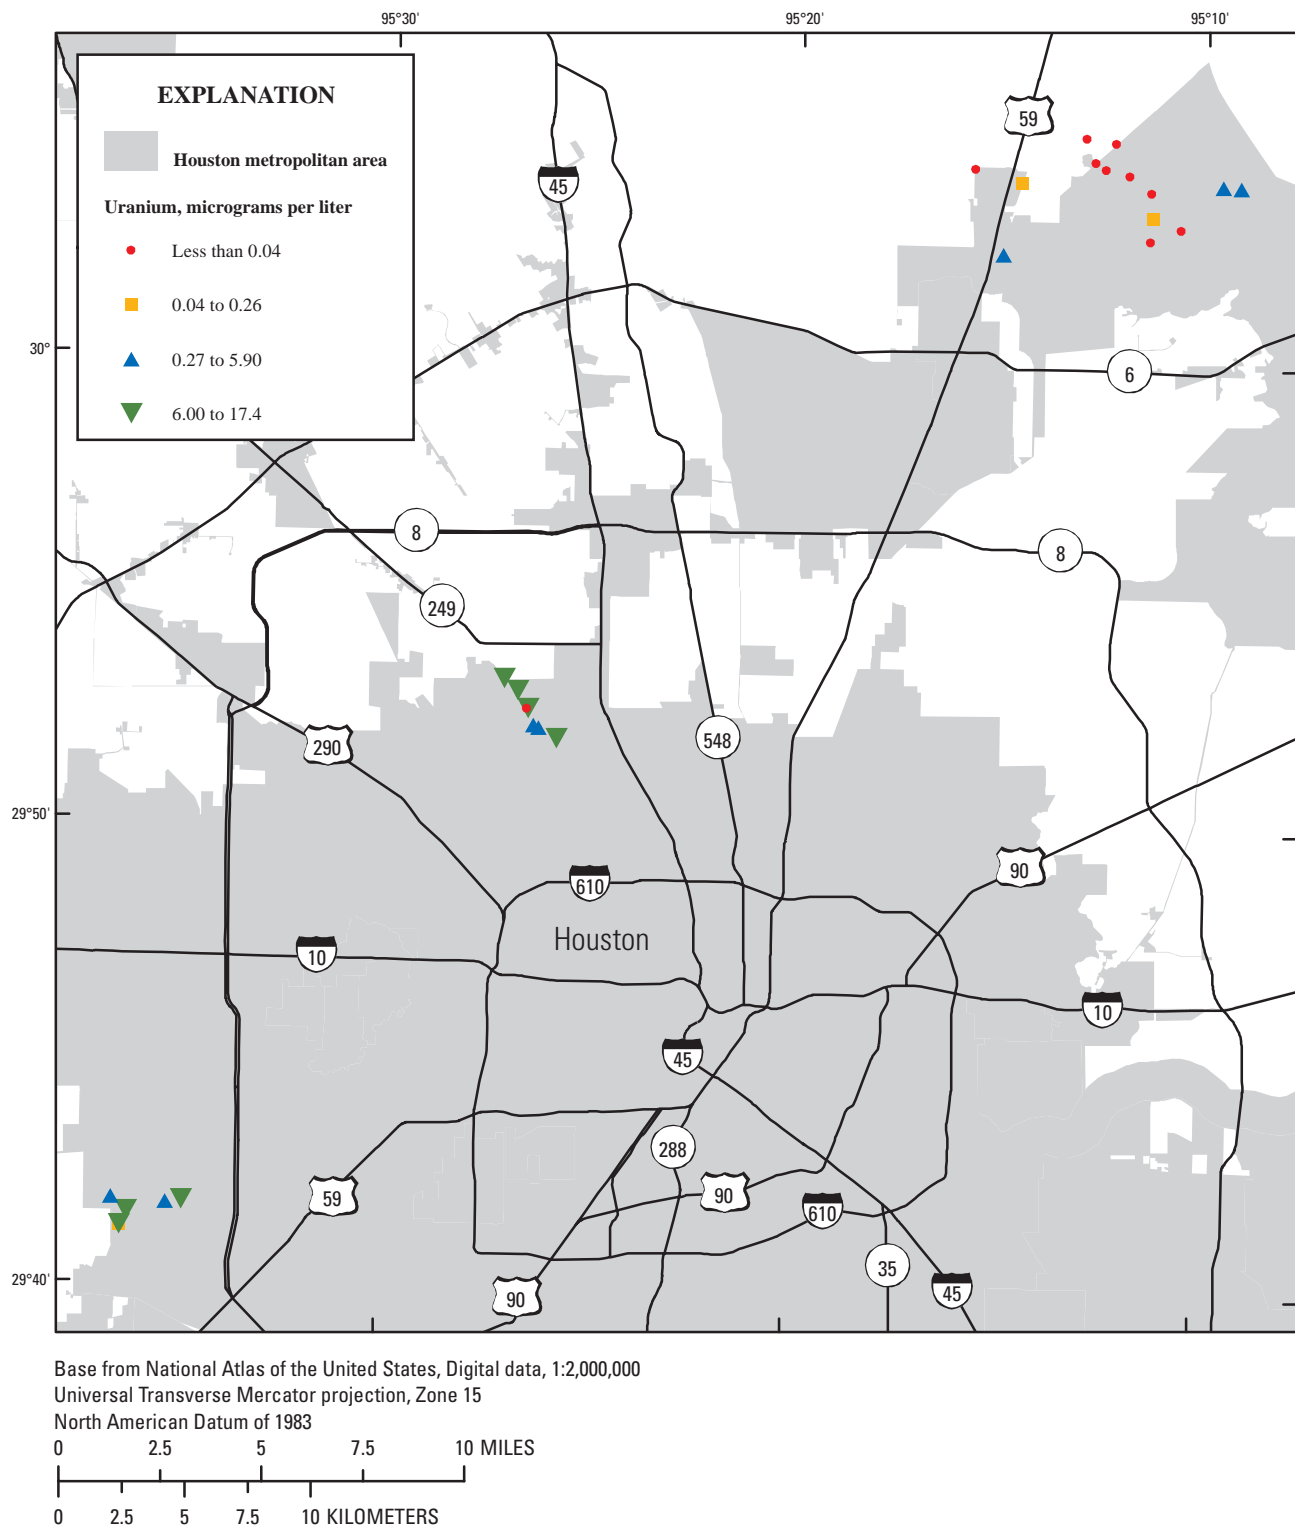 95°30' 95°20' 95°10'
EXPLANATION
Houston metropolitan area
Uranium, micrograms per liter
Less than 0.04
0.04 to 0.26
0.27 to 5.90
6.00 to 17.4
59
45
30°
6
8
8
249
548
290
29°50'
90
610
Houston
10
10
45
288
59
90
610
35
29°40'
90
45
Base from National Atlas of the United States, Digital data, 1:2,000,000
Universal Transverse Mercator projection, Zone 15
North American Datum of 1983
0 2.5 5 7.5 10 MILES
0 2.5 5 7.5 10 KILOMETERS